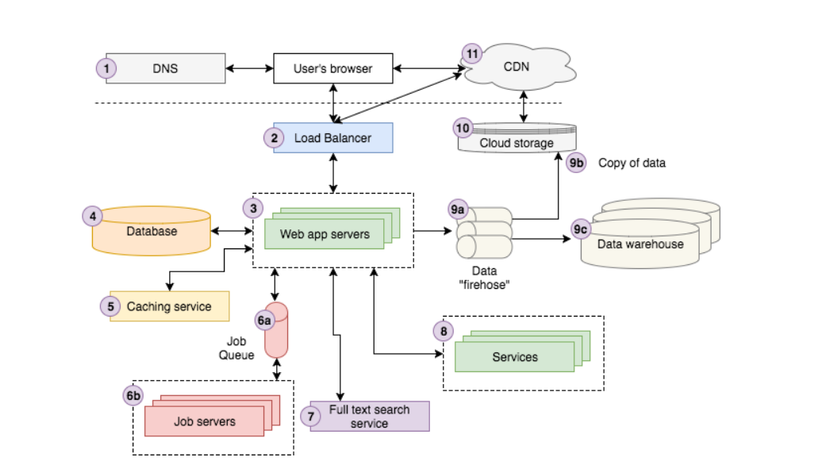 11
1
DNS
User's browser
CDN
10
2
Load Balancer
Cloud storage
9b
Copy of data
3
9a
4
Database
Web app servers
9c
Data warehouse
Data
"firehose"
5
Caching service
6a
Job
Queue
8
Services
6b
Job servers
7
Full text search
service